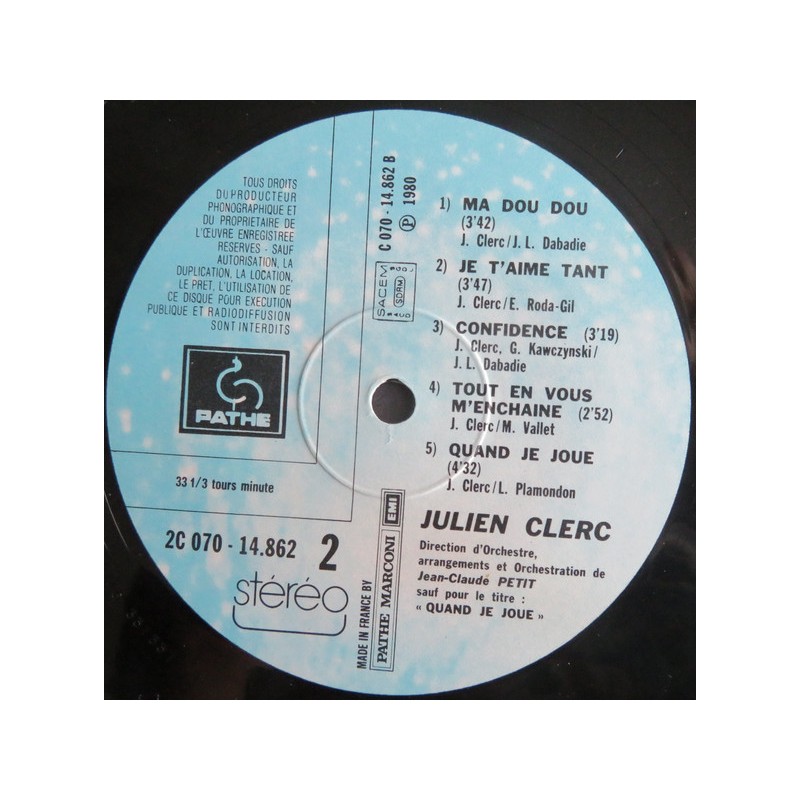 TOUS DROITS
DU PRODUCTEUR
PHONOGRAPHIQUE ET
DU PROPRIETAIRE DE
L'ŒUVRE ENREGISTREE
RESERVES - SAUF
AUTORISATION, LA
DUPLICATION, LA LOCATION,
LE PRET, L'UTILISATION DE
CE DISQUE POUR EXECUTION
PUBLIQUE ET RADIODIFFUSION
SONT INTERDITS
PATHE
33 1/3 tours minute
2C 070 - 14.862 2
stéréo
C 070 - 14.862 B
Ⓟ 1980
SACEM
SDRM
MADE IN FRANCE BY
PATHE MARCONI EMI
1) MA DOU DOU
(3'42)
J. Clerc/J. L. Dabadie
2) JE T'AIME TANT
(3'47)
J. Clerc/E. Roda-Gil
3) CONFIDENCE (3'19)
J. Clerc, G. Kawczynski/
J. L. Dabadie
4) TOUT EN VOUS
M'ENCHAINE (2'52)
J. Clerc/M. Vallet
5) QUAND JE JOUE
(4'32)
J. Clerc/L. Plamondon
JULIEN CLERC
Direction d'Orchestre,
arrangements et Orchestration de
Jean-Claude PETIT
sauf pour le titre :
« QUAND JE JOUE »